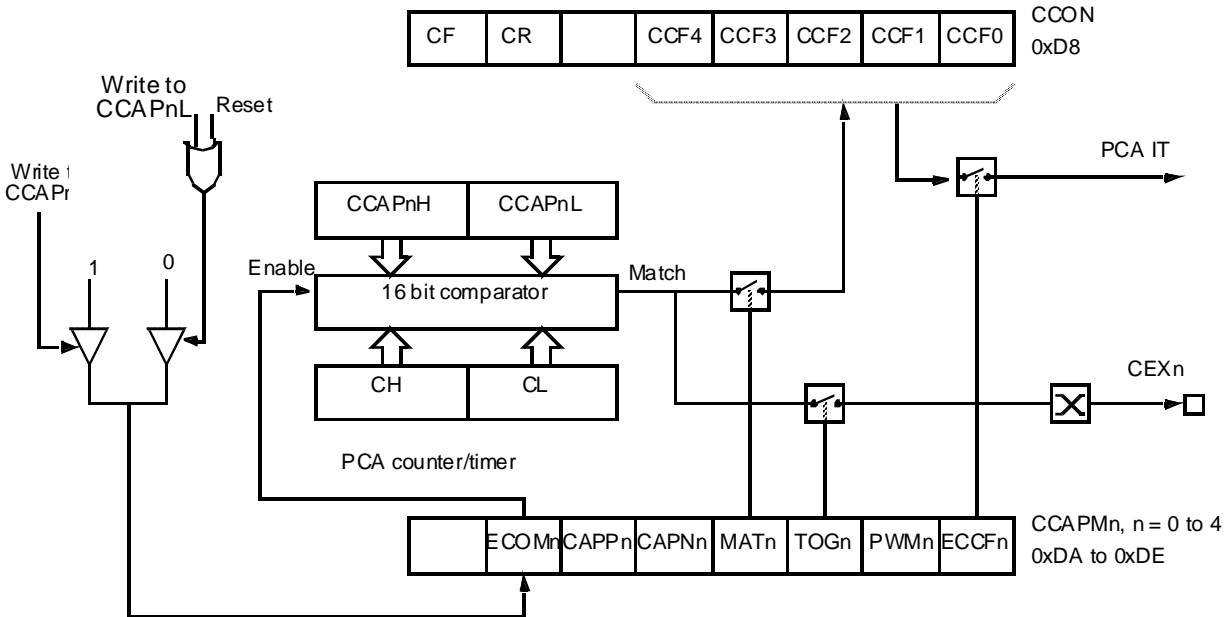 CF CR CCF4 CCF3 CCF2 CCF1 CCF0
CCON
0xD8
Write to
CCAPnL
Reset
Write
PCA IT
CCAPnH CCAPnL
1
0
Enable
16 bit comparator
Match
CH CL
CEXn
PCA counter/timer
ECOMn CAPPn CAPNn MATn TOGn PWMn ECCFn
CCAPMn, n = 0 to 4
0xDA to 0xDE